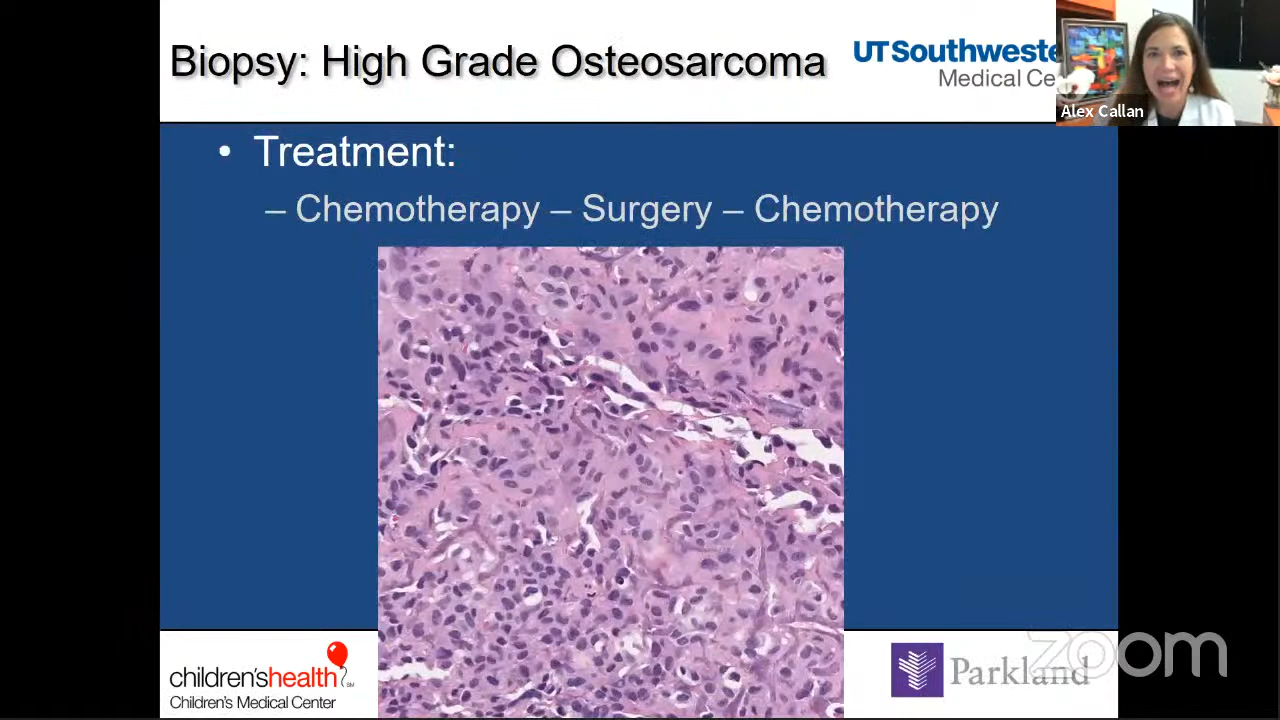 Biopsy: High Grade Osteosarcoma
UT Southweste
Medical Ce
Alex Callan
• Treatment:
– Chemotherapy – Surgery – Chemotherapy
children'shealth
SM
Children's Medical Center
Parkland
zoom